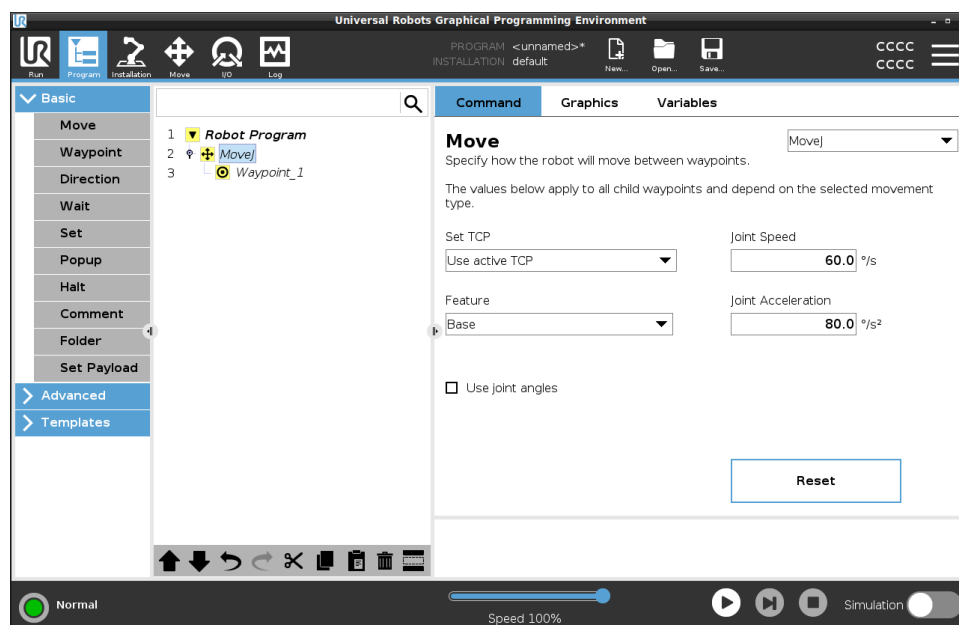 UR
Universal Robots Graphical Programming Environment
UR
Run
Program
Installation
Move
I/O
Log
PROGRAM <unnamed>*
INSTALLATION default
New...
Open...
Save...
CCCC
CCCC
Basic
Move
Waypoint
Direction
Wait
Set
Popup
Halt
Comment
Folder
Set Payload
Advanced
Templates
1 Robot Program
2 MoveJ
3 Waypoint_1
Command Graphics Variables
Move
MoveJ
Specify how the robot will move between waypoints.
The values below apply to all child waypoints and depend on the selected movement
type.
Set TCP
Joint Speed
Use active TCP
60.0 °/s
Feature
Joint Acceleration
Base
80.0 °/s²
Use joint angles
Reset
Normal
Speed 100%
Simulation